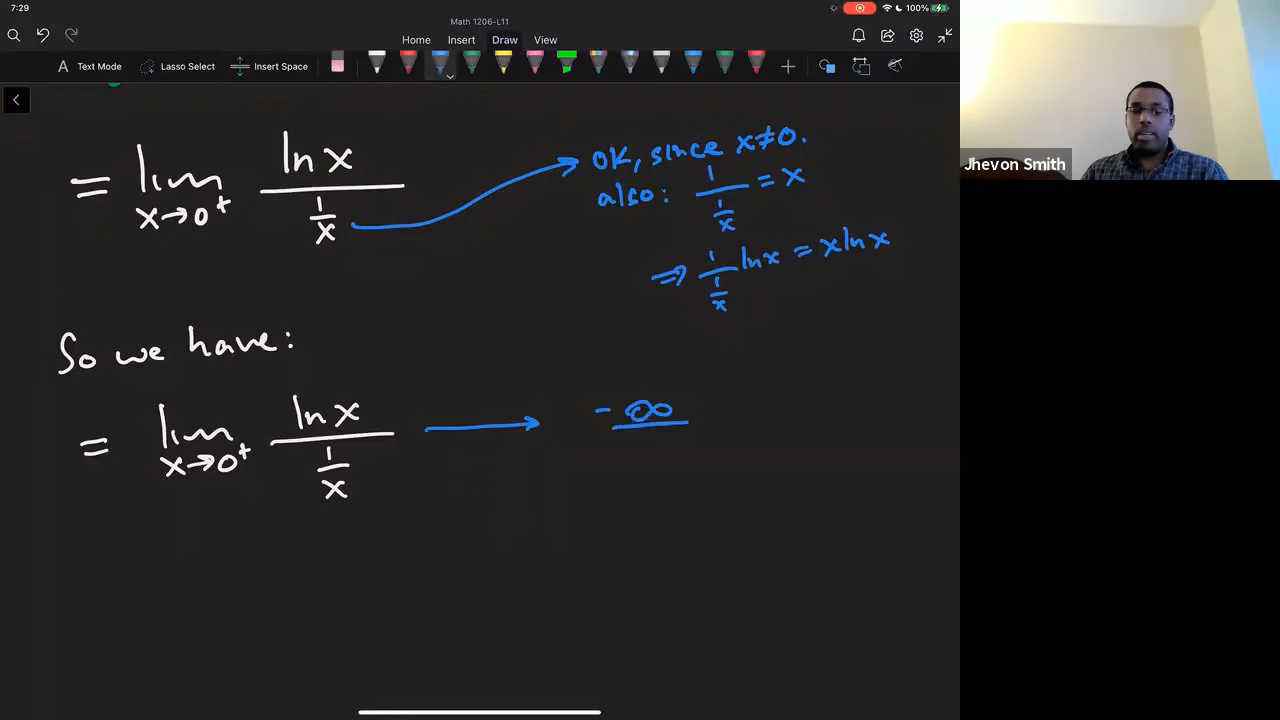 7:29
100%
Math 1206-L11
Home Insert Draw View
Text Mode Lasso Select Insert Space
Jhevon Smith
= lim x→0⁺ ln x / (1/x)
OK, since x≠0.
also: 1/(1/x) = x
⇒ 1/(1/x) ln x = x ln x
So we have:
= lim x→0⁺ ln x / (1/x) → -∞